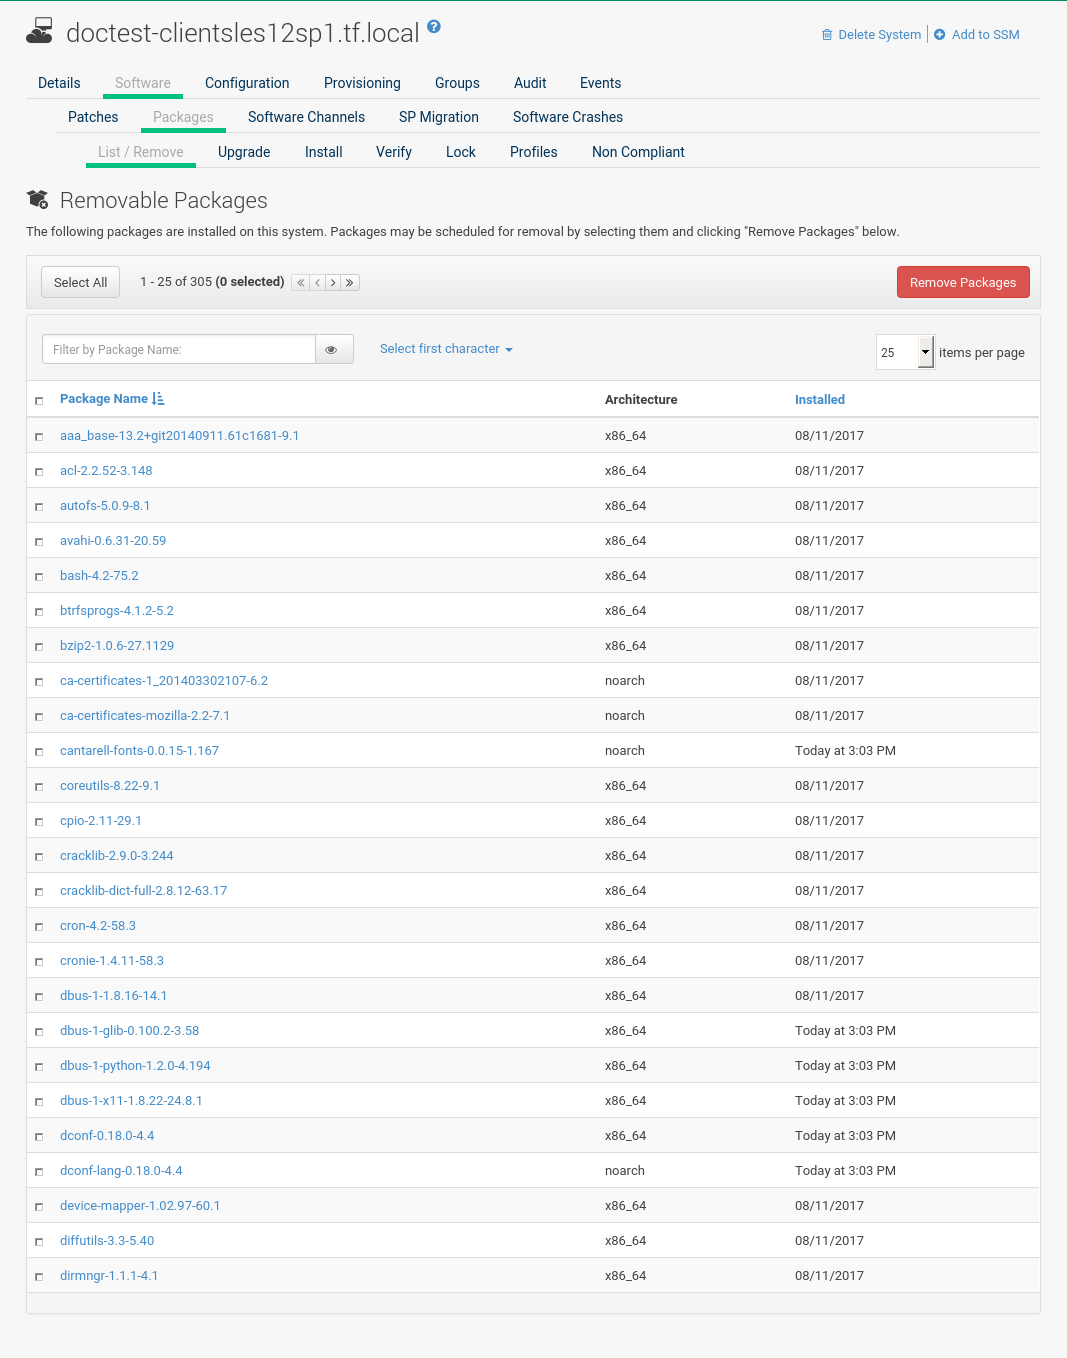 doctest-clientsles12sp1.tf.local ?
Delete System | Add to SSM
Details Software Configuration Provisioning Groups Audit Events
Patches Packages Software Channels SP Migration Software Crashes
List / Remove Upgrade Install Verify Lock Profiles Non Compliant
Removable Packages
The following packages are installed on this system. Packages may be scheduled for removal by selecting them and clicking "Remove Packages" below.
Select All 1 - 25 of 305 (0 selected) Remove Packages
Filter by Package Name: Select first character 25 items per page
Package Name Architecture Installed
aaa_base-13.2+git20140911.61c1681-9.1 x86_64 08/11/2017
acl-2.2.52-3.148 x86_64 08/11/2017
autofs-5.0.9-8.1 x86_64 08/11/2017
avahi-0.6.31-20.59 x86_64 08/11/2017
bash-4.2-75.2 x86_64 08/11/2017
btrfsprogs-4.1.2-5.2 x86_64 08/11/2017
bzip2-1.0.6-27.1129 x86_64 08/11/2017
ca-certificates-1_201403302107-6.2 noarch 08/11/2017
ca-certificates-mozilla-2.2-7.1 noarch 08/11/2017
cantarell-fonts-0.0.15-1.167 noarch Today at 3:03 PM
coreutils-8.22-9.1 x86_64 08/11/2017
cpio-2.11-29.1 x86_64 08/11/2017
cracklib-2.9.0-3.244 x86_64 08/11/2017
cracklib-dict-full-2.8.12-63.17 x86_64 08/11/2017
cron-4.2-58.3 x86_64 08/11/2017
cronie-1.4.11-58.3 x86_64 08/11/2017
dbus-1-1.8.16-14.1 x86_64 08/11/2017
dbus-1-glib-0.100.2-3.58 x86_64 Today at 3:03 PM
dbus-1-python-1.2.0-4.194 x86_64 Today at 3:03 PM
dbus-1-x11-1.8.22-24.8.1 x86_64 Today at 3:03 PM
dconf-0.18.0-4.4 x86_64 Today at 3:03 PM
dconf-lang-0.18.0-4.4 noarch Today at 3:03 PM
device-mapper-1.02.97-60.1 x86_64 08/11/2017
diffutils-3.3-5.40 x86_64 08/11/2017
dirmngr-1.1.1-4.1 x86_64 08/11/2017